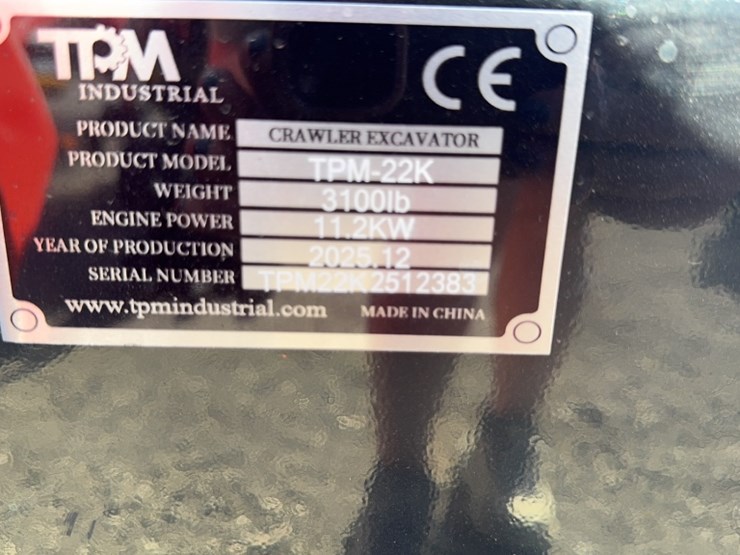 TPM
INDUSTRIAL
CE
PRODUCT NAME CRAWLER EXCAVATOR
PRODUCT MODEL TPM-22K
WEIGHT 3100lb
ENGINE POWER 11.2KW
YEAR OF PRODUCTION 2025.12
SERIAL NUMBER TPM22K2512383
www.tpmindustrial.com MADE IN CHINA